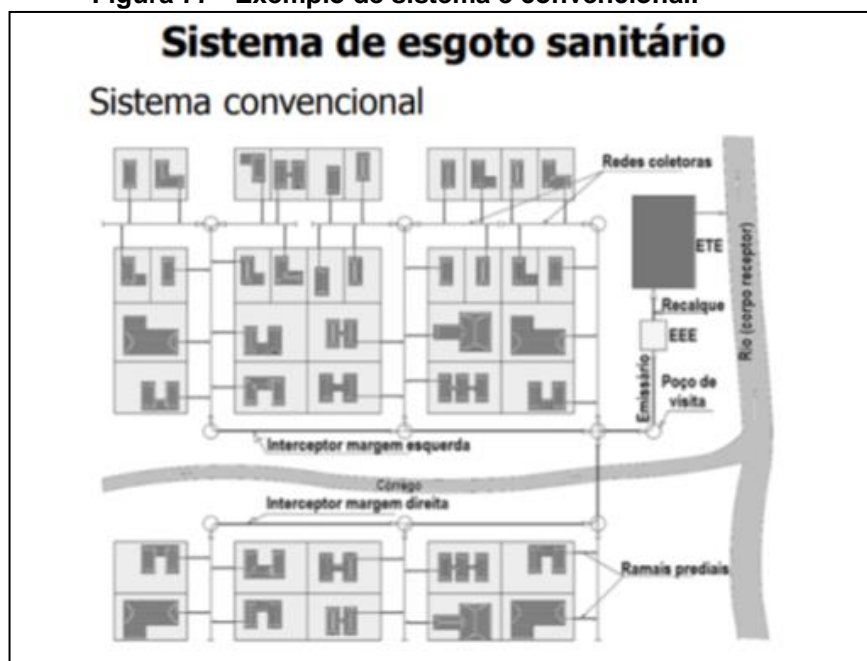 Sistema de esgoto sanitário
Sistema convencional
Redes coletoras
ETE
Rio (corpo receptor)
Recalque
EEE
Emissário
Poço de
visita
Interceptor margem esquerda
Córrego
Interceptor margem direita
Ramais prediais